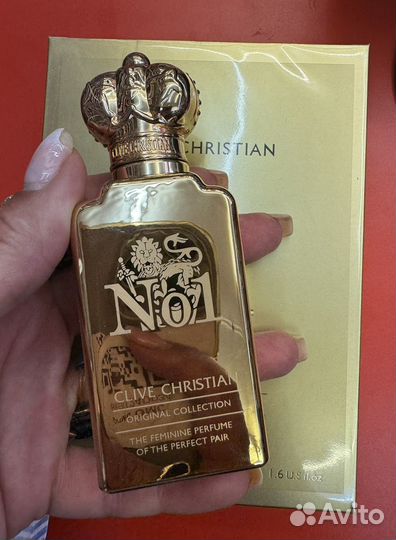 CHRISTIAN
No1
CLIVE CHRISTIAN
ORIGINAL COLLECTION
THE FEMININE PERFUME
OF THE PERFECT PAIR
1.6 U.S fl.oz
Avito